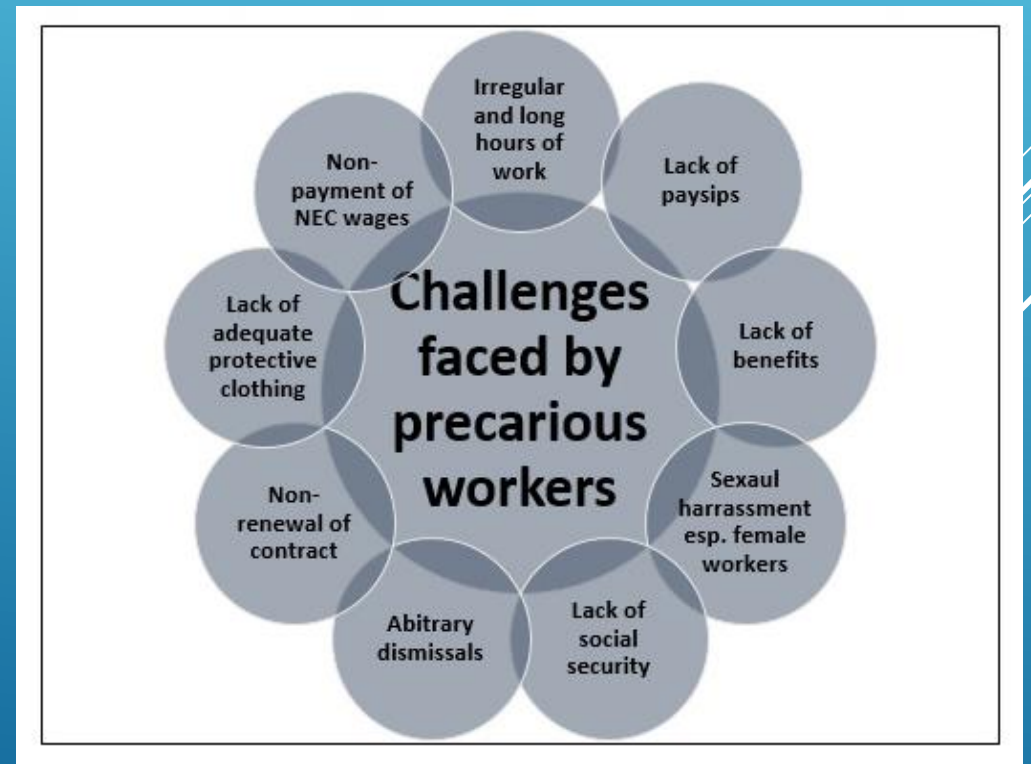 Irregular
and long
hours of
work
Lack of
paysips
Lack of
benefits
Sexaul
harrassment
esp. female
workers
Lack of
social
security
Abitrary
dismissals
Non-
renewal of
contract
Lack of
adequate
protective
clothing
Non-
payment of
NEC wages
Challenges
faced by
precarious
workers